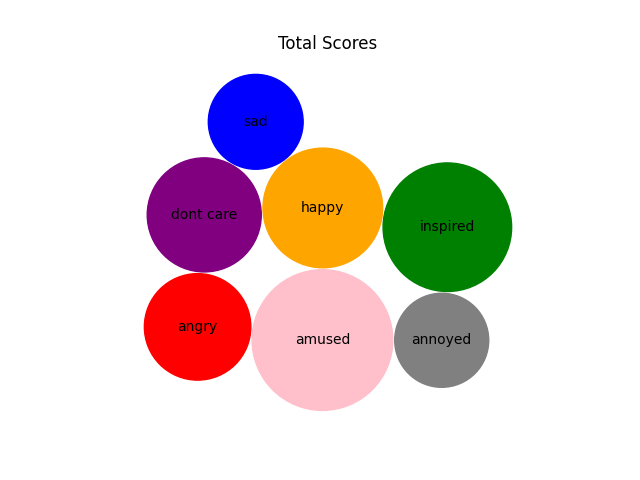 Total Scores
sad
dont care
happy
inspired
angry
amused
annoyed